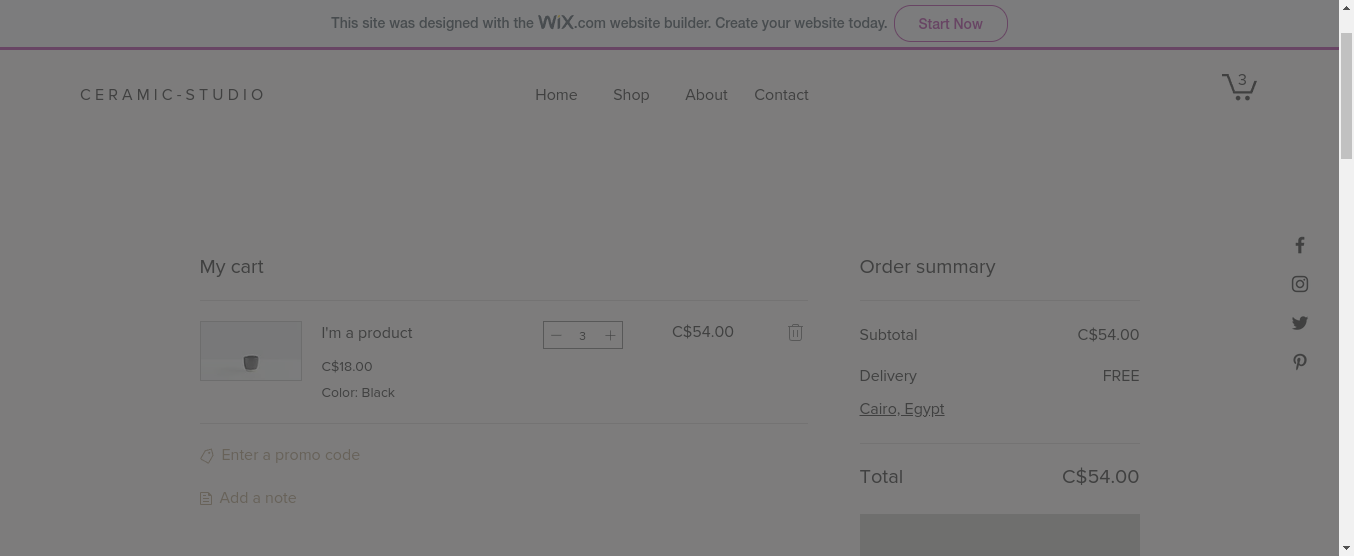 This site was designed with the WiX.com website builder. Create your website today.
Start Now
CERAMIC-STUDIO
Home
Shop
About
Contact
3
My cart
I'm a product
C$18.00
Color: Black
3
C$54.00
Enter a promo code
Add a note
Order summary
Subtotal C$54.00
Delivery FREE
Cairo, Egypt
Total C$54.00